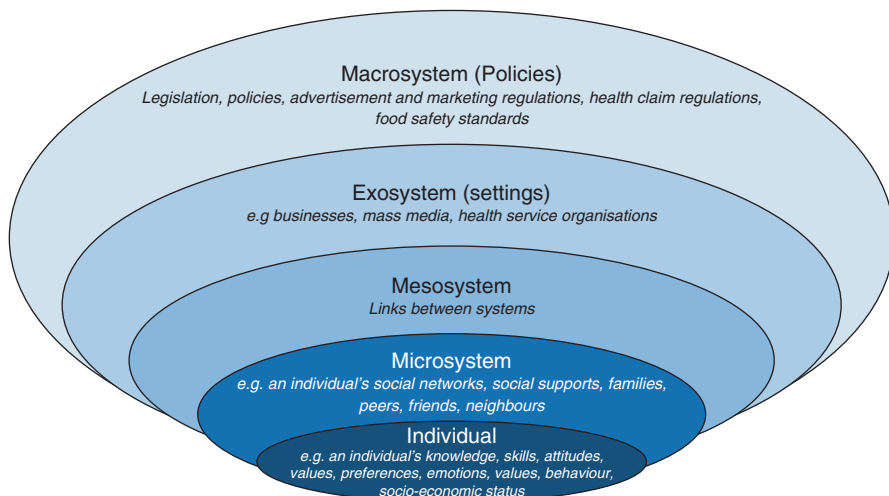 Macrosystem (Policies)
Legislation, policies, advertisement and marketing regulations, health claim regulations,
food safety standards
Exosystem (settings)
e.g businesses, mass media, health service organisations
Mesosystem
Links between systems
Microsystem
e.g. an individual's social networks, social supports, families,
peers, friends, neighbours
Individual
e.g. an individual's knowledge, skills, attitudes,
values, preferences, emotions, values, behaviour,
socio-economic status